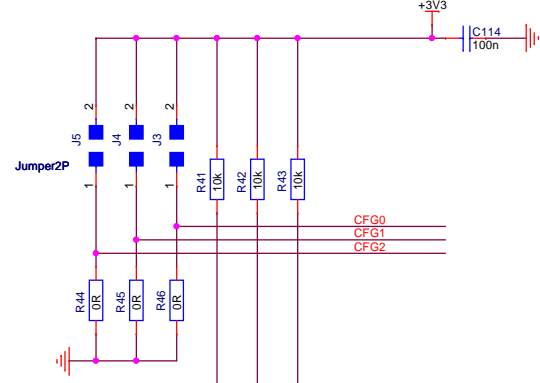 +3V3
C114
100n
2
2
2
J5
J4
J3
Jumper2P
1
1
1
R41
10k
R42
10k
R43
10k
CFG0
CFG1
CFG2
R44
0R
R45
0R
R46
0R